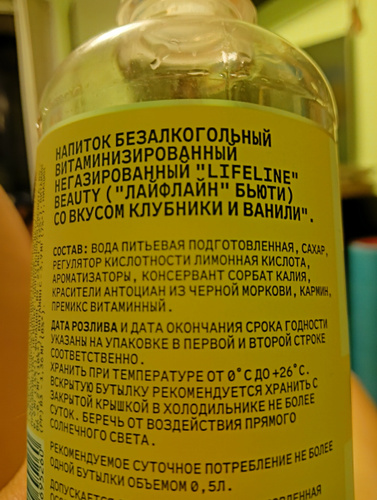 НАПИТОК БЕЗАЛКОГОЛЬНЫЙ
ВИТАМИНИЗИРОВАННЫЙ
НЕГАЗИРОВАННЫЙ "LIFELINE"
BEAUTY ("ЛАЙФЛАЙН" БЬЮТИ)
СО ВКУСОМ КЛУБНИКИ И ВАНИЛИ".
СОСТАВ: ВОДА ПИТЬЕВАЯ ПОДГОТОВЛЕННАЯ, САХАР,
РЕГУЛЯТОР КИСЛОТНОСТИ ЛИМОННАЯ КИСЛОТА,
АРОМАТИЗАТОРЫ, КОНСЕРВАНТ СОРБАТ КАЛИЯ,
КРАСИТЕЛИ АНТОЦИАН ИЗ ЧЕРНОЙ МОРКОВИ, КАРМИН,
ПРЕМИКС ВИТАМИННЫЙ.
ДАТА РОЗЛИВА И ДАТА ОКОНЧАНИЯ СРОКА ГОДНОСТИ
УКАЗАНЫ НА УПАКОВКЕ В ПЕРВОЙ И ВТОРОЙ СТРОКЕ
СООТВЕТСТВЕННО.
ХРАНИТЬ ПРИ ТЕМПЕРАТУРЕ ОТ 0°С ДО +26°С.
ВСКРЫТУЮ БУТЫЛКУ РЕКОМЕНДУЕТСЯ ХРАНИТЬ С
ЗАКРЫТОЙ КРЫШКОЙ В ХОЛОДИЛЬНИКЕ НЕ БОЛЕЕ
СУТОК. БЕРЕЧЬ ОТ ВОЗДЕЙСТВИЯ ПРЯМОГО
СОЛНЕЧНОГО СВЕТА.
РЕКОМЕНДУЕМОЕ СУТОЧНОЕ ПОТРЕБЛЕНИЕ НЕ БОЛЕЕ
ОДНОЙ БУТЫЛКИ ОБЪЕМОМ 0,5Л.
ДОПУСКАЕТСЯ